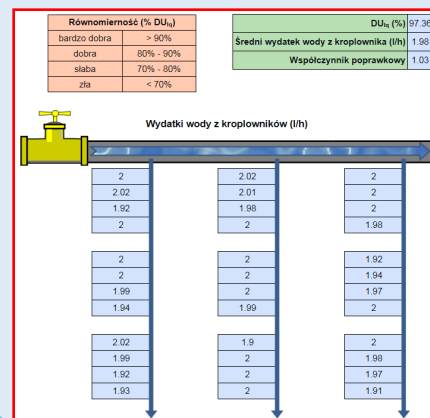 Równomierność (% DUlq)
bardzo dobra > 90%
dobra 80% - 90%
słaba 70% - 80%
zła < 70%
DUlq (%) 97.36
Średni wydatek wody z kroplownika (l/h) 1.98
Współczynnik poprawkowy 1.03
Wydatki wody z kroplowników (l/h)
2 2.02 2
2.02 2.01 2
1.92 1.98 2
2 2 1.98
2 2 1.92
2 2 1.94
1.99 2 1.97
1.94 1.99 2
2.02 1.9 2
1.99 2 1.98
1.92 2 1.97
1.93 2 1.91